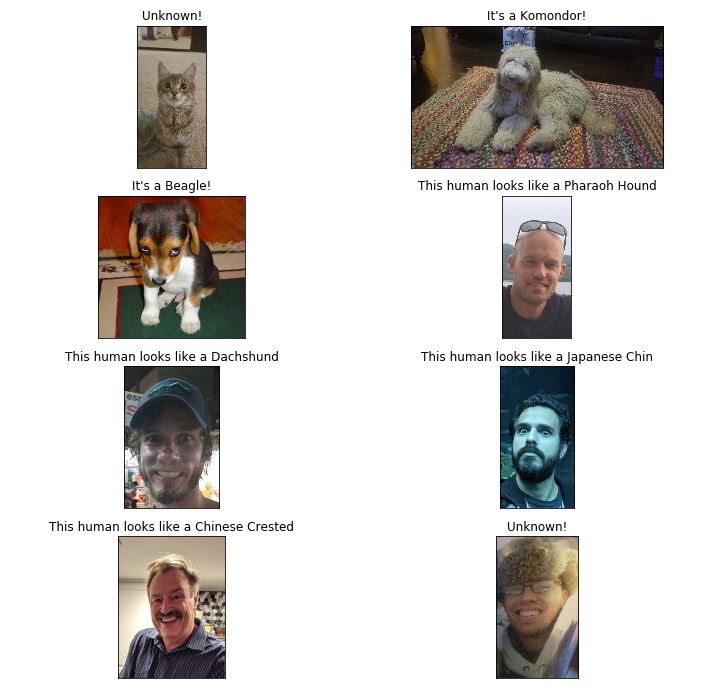 Unknown!
It's a Komondor!
It's a Beagle!
This human looks like a Pharaoh Hound
This human looks like a Dachshund
This human looks like a Japanese Chin
This human looks like a Chinese Crested
Unknown!